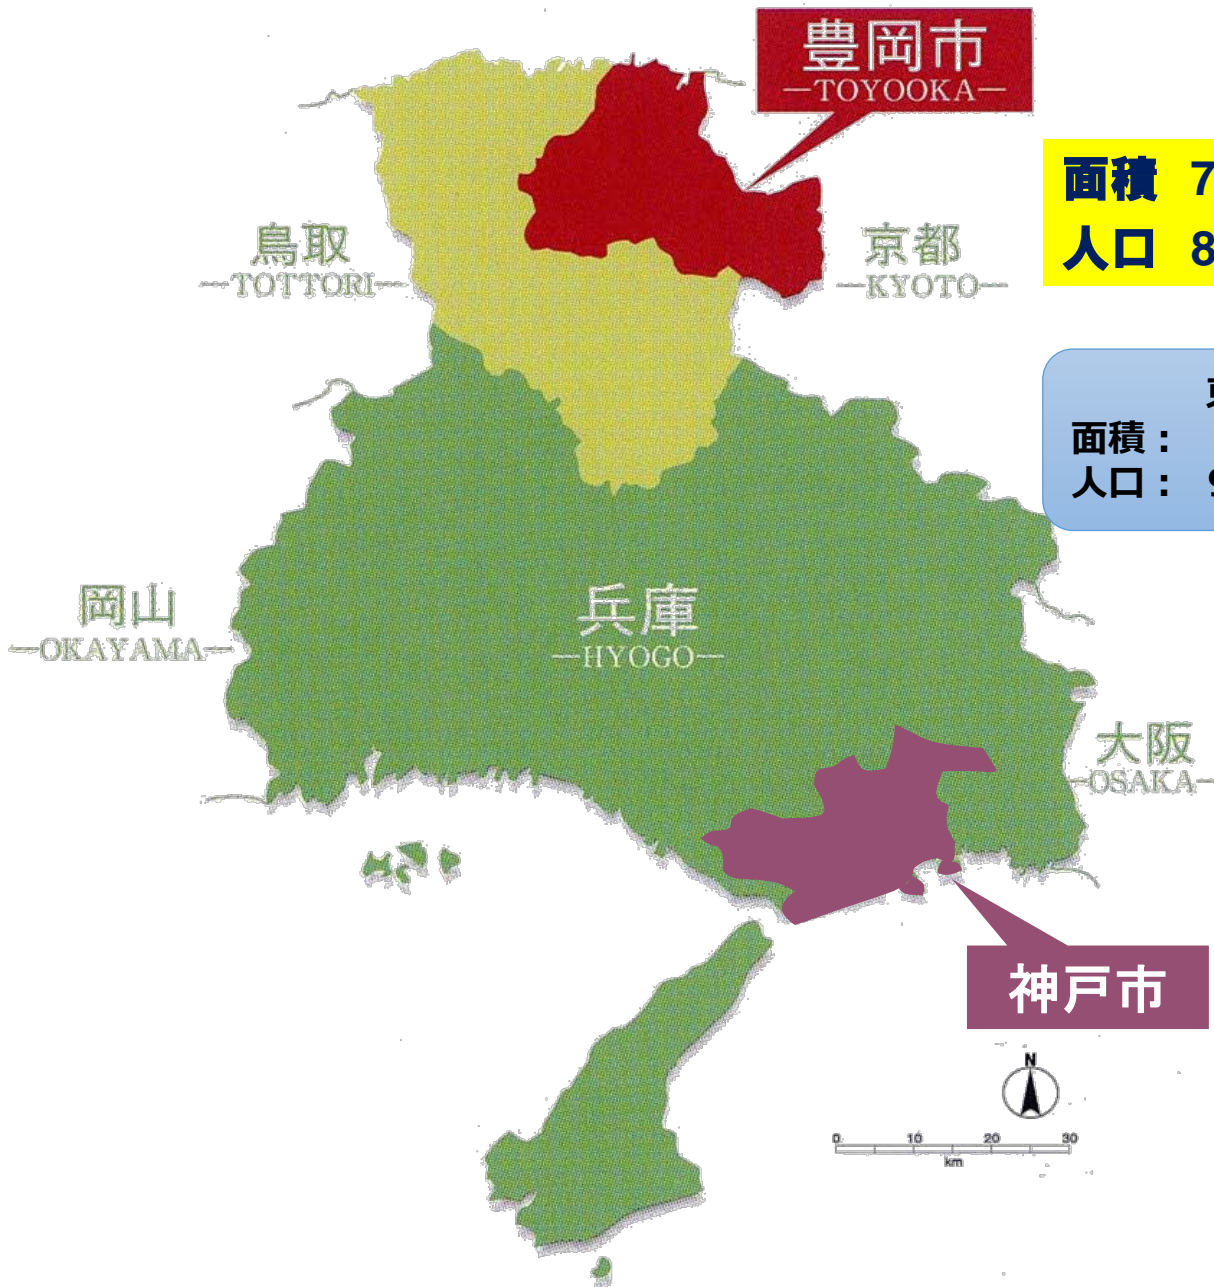 豊岡市
—TOYOOKA—
面積 7
人口 8
鳥取
—TOTTORI—
京都
—KYOTO—
面積：
人口： 9
岡山
—OKAYAMA—
兵庫
—HYOGO—
大阪
—OSAKA—
神戸市
N
0 10 20 30
km